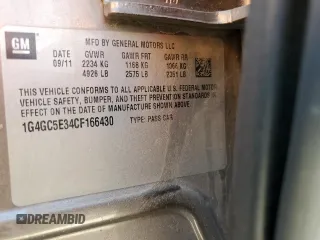 GM
MFD BY GENERAL MOTORS LLC
DATE GVWR GAWR FRT GAWR RR
09/11 2234 KG 1168 KG 1066 KG
4926 LB 2575 LB 2351 LB
THIS VEHICLE CONFORMS TO ALL APPLICABLE U.S. FEDERAL MOTOR
VEHICLE SAFETY, BUMPER, AND THEFT PREVENTION STANDARDS IN
EFFECT ON THE DATE OF MANUFACTURE SHOWN ABOVE.
1G4GC5E34CF166430 TYPE: PASS CAR
© DREAMBID.COM